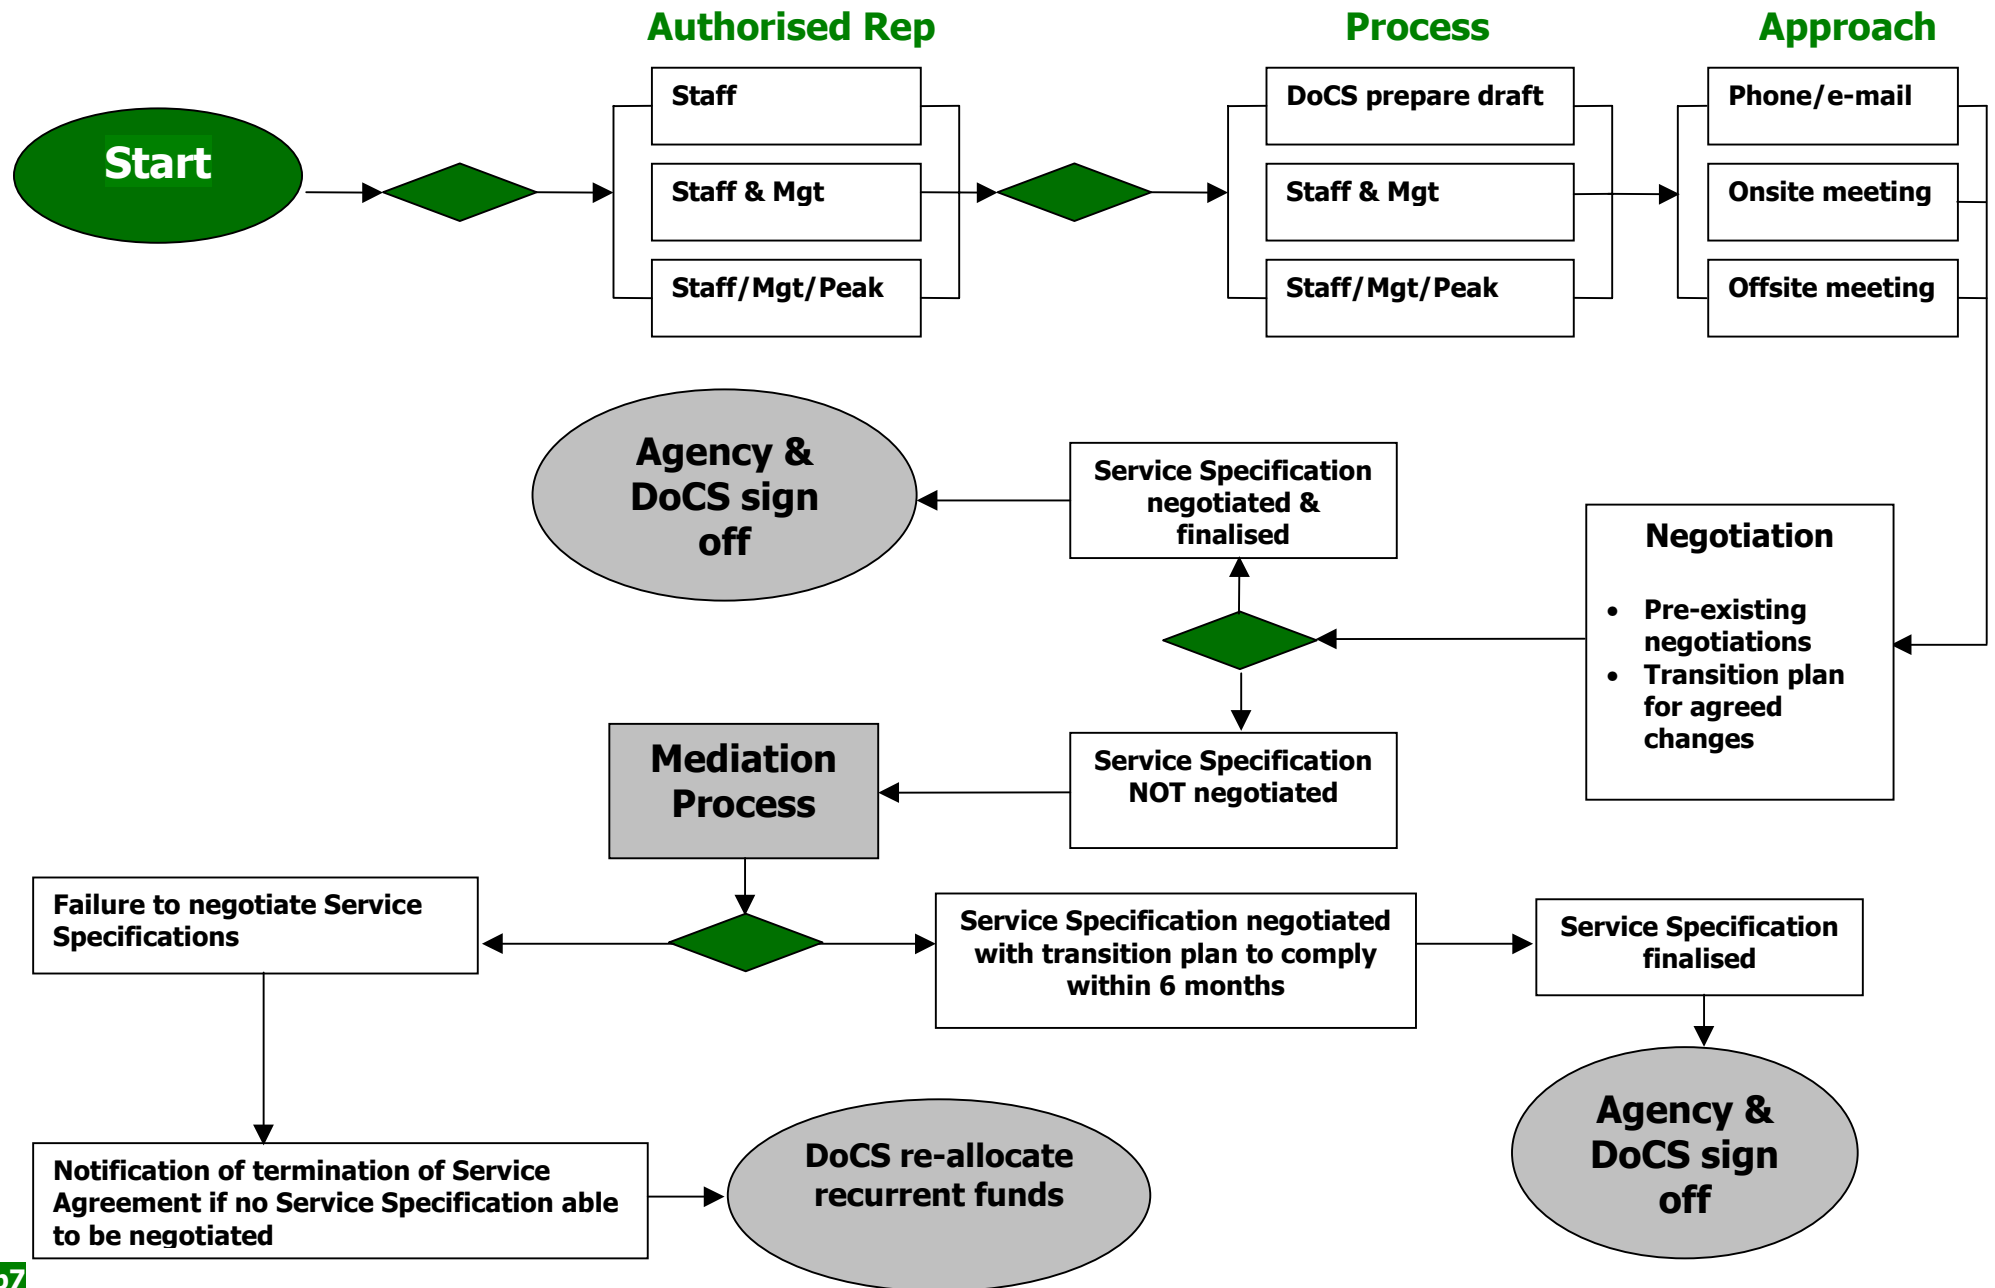 Authorised Rep
Process
Approach
Start
Staff
Staff & Mgt
Staff/Mgt/Peak
DoCS prepare draft
Staff & Mgt
Staff/Mgt/Peak
Phone/e-mail
Onsite meeting
Offsite meeting
Agency &
DoCS sign
off
Service Specification
negotiated &
finalised
Negotiation
• Pre-existing
negotiations
• Transition plan
for agreed
changes
Mediation
Process
Service Specification
NOT negotiated
Failure to negotiate Service
Specifications
Service Specification negotiated
with transition plan to comply
within 6 months
Service Specification
finalised
Notification of termination of Service
Agreement if no Service Specification able
to be negotiated
DoCS re-allocate
recurrent funds
Agency &
DoCS sign
off